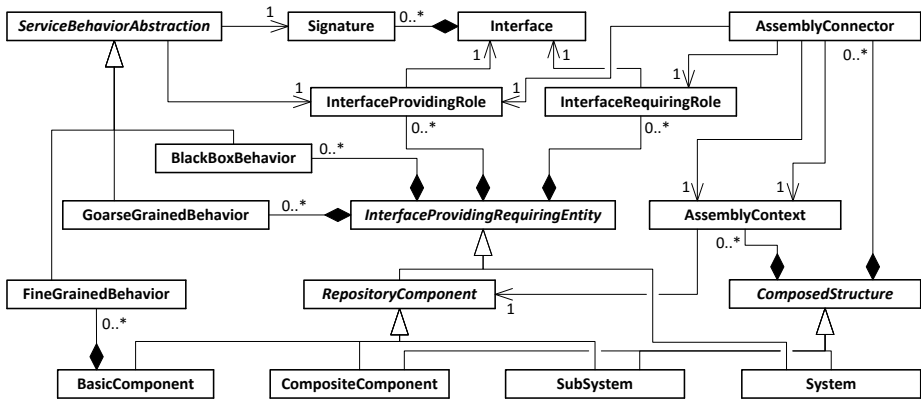 ServiceBehaviorAbstraction
1
Signature
0..*
Interface
AssemblyConnector
1
1
0..*
1
1
1
InterfaceProvidingRole
InterfaceRequiringRole
0..*
0..*
BlackBoxBehavior
0..*
1
1
GoarseGrainedBehavior
0..*
InterfaceProvidingRequiringEntity
AssemblyContext
0..*
FineGrainedBehavior
RepositoryComponent
1
ComposedStructure
0..*
BasicComponent
CompositeComponent
SubSystem
System